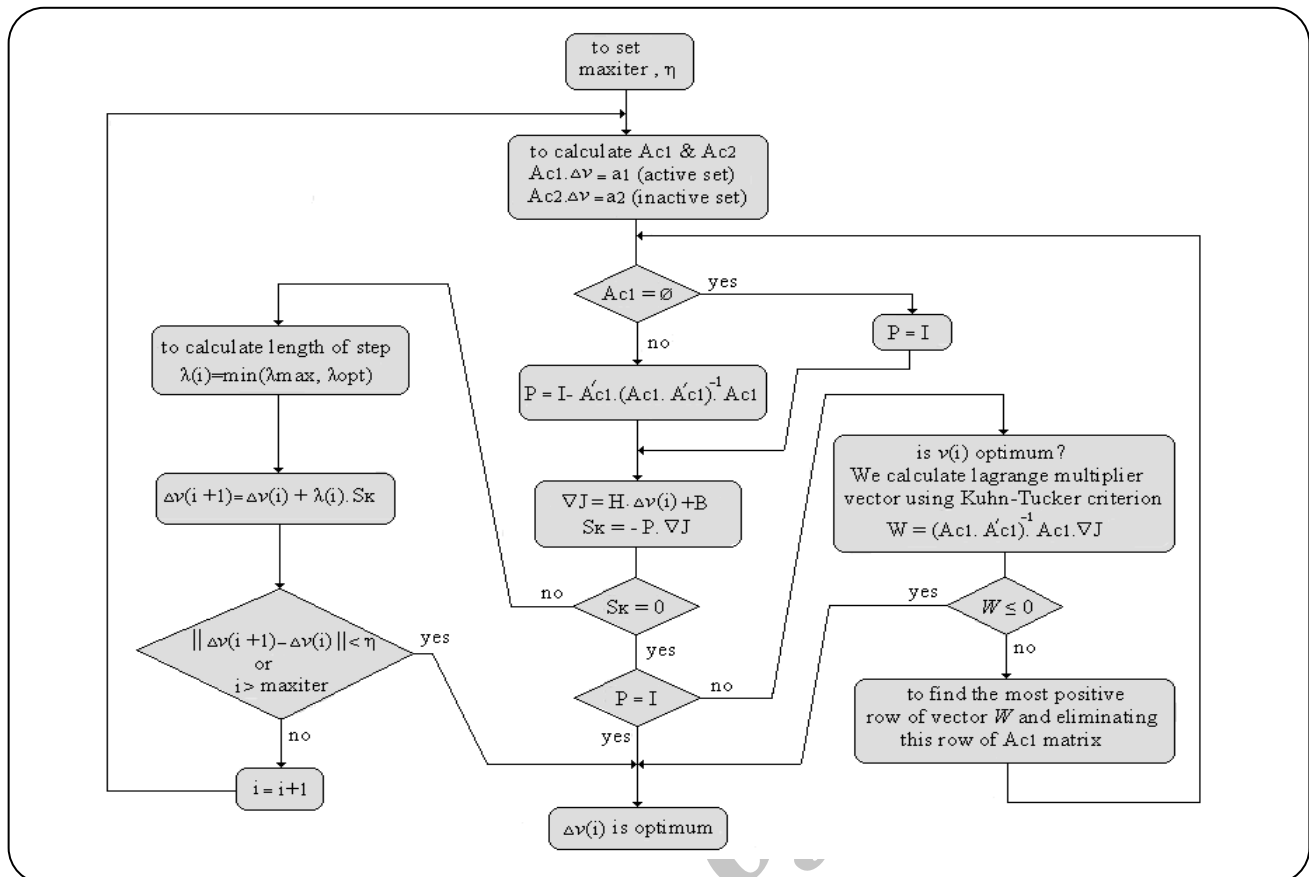 to set
maxiter , η
to calculate Ac1 & Ac2
Ac1.Δν = a1 (active set)
Ac2.Δν = a2 (inactive set)
Ac1 = ∅
yes
no
P = I
P = I- A′c1.(Ac1. A′c1).⁻¹ Ac1
∇J = H. Δν(i) +B
Sĸ = - P. ∇J
Sĸ = 0
no
yes
P = I
no
yes
Δν(i) is optimum
to calculate length of step
λ(i)=min(λmax, λopt)
Δν(i +1)= Δν(i) + λ(i). Sĸ
|| Δν(i +1)- Δν(i) || < η
or
i > maxiter
yes
no
i = i+1
is ν(i) optimum?
We calculate lagrange multiplier
vector using Kuhn-Tucker criterion
W = (Ac1. A′c1).⁻¹ Ac1.∇J
W ≤ 0
yes
no
to find the most positive
row of vector W and eliminating
this row of Ac1 matrix